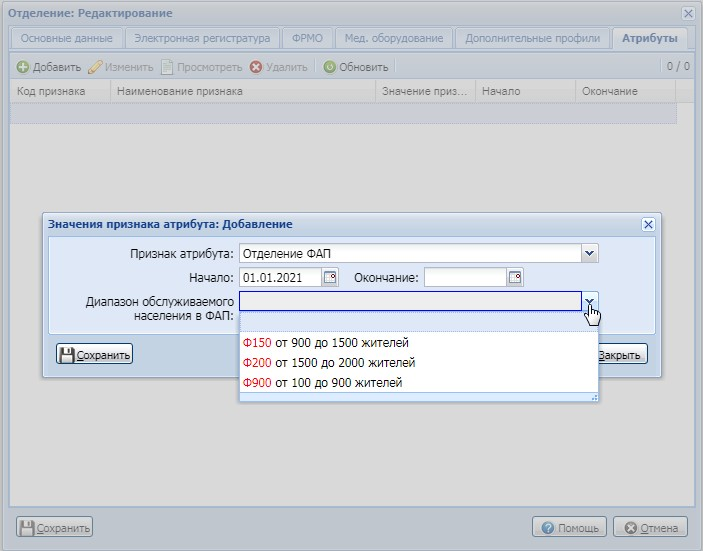 Отделение: Редактирование
Основные данные Электронная регистратура ФРМО Мед. оборудование Дополнительные профили Атрибуты
Добавить Изменить Просмотреть Удалить Обновить 0 / 0
Код признака Наименование признака Значение приз... Начало Окончание
Значения признака атрибута: Добавление
Признак атрибута: Отделение ФАП
Начало: 01.01.2021 Окончание:
Диапазон обслуживаемого
населения в ФАП:
Ф150 от 900 до 1500 жителей
Сохранить Закрыть
Ф200 от 1500 до 2000 жителей
Ф900 от 100 до 900 жителей
Сохранить Помощь Отмена